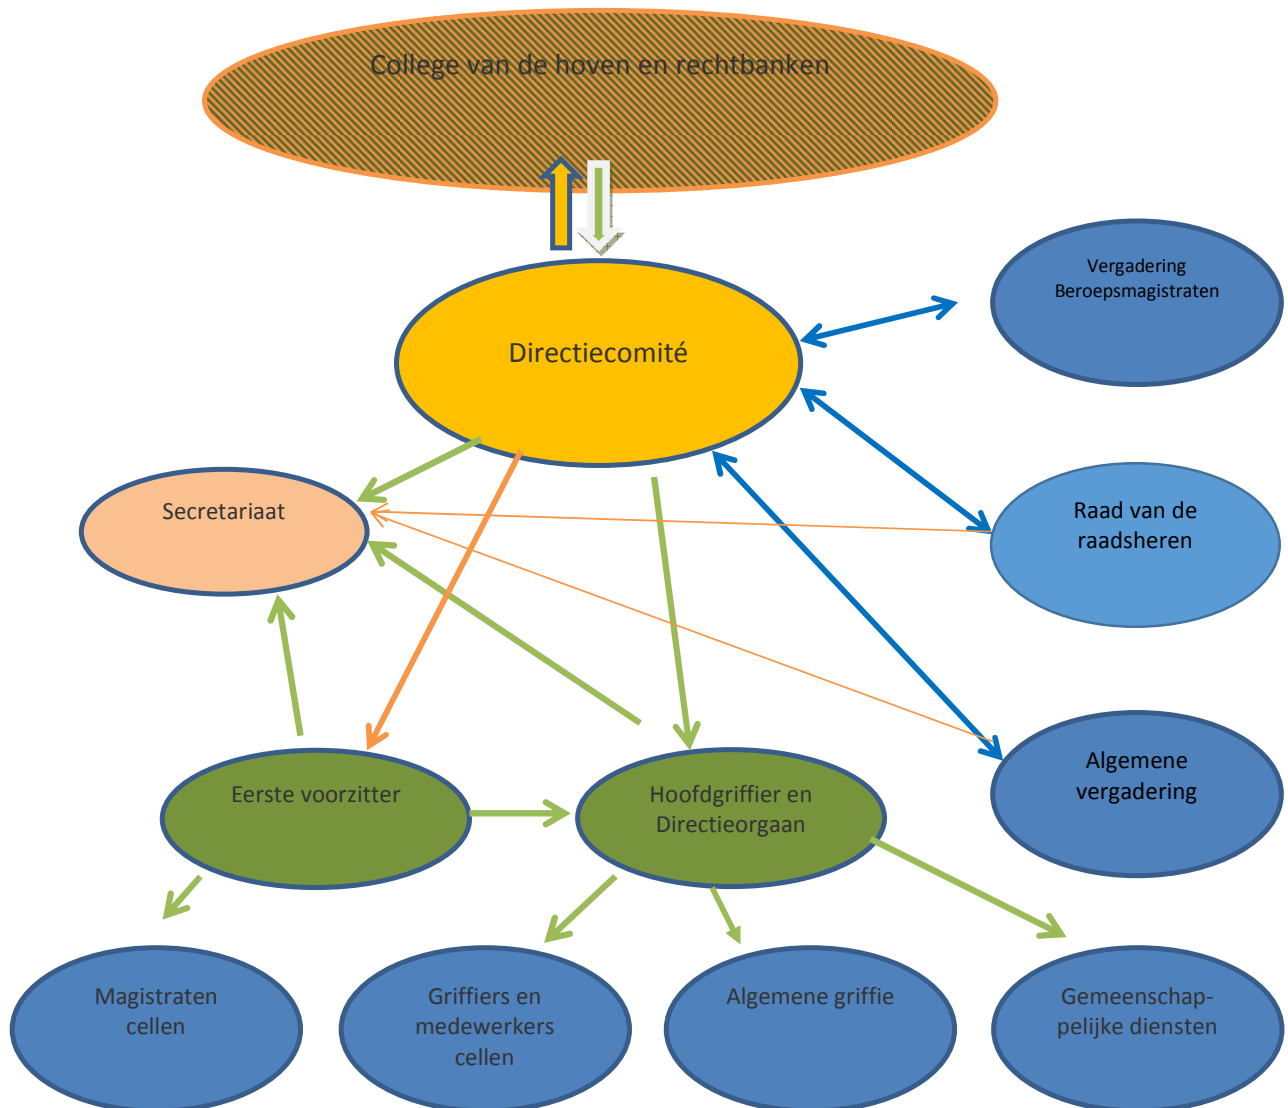 College van de hoven en rechtbanken
Vergadering
Beroepsmagistraten
Directiecomité
Secretariaat
Raad van de
raadsheren
Eerste voorzitter
Hoofdgriffier en
Directieorgaan
Algemene
vergadering
Magistraten
cellen
Griffiers en
medewerkers
cellen
Algemene griffie
Gemeenschap-
pelijke diensten